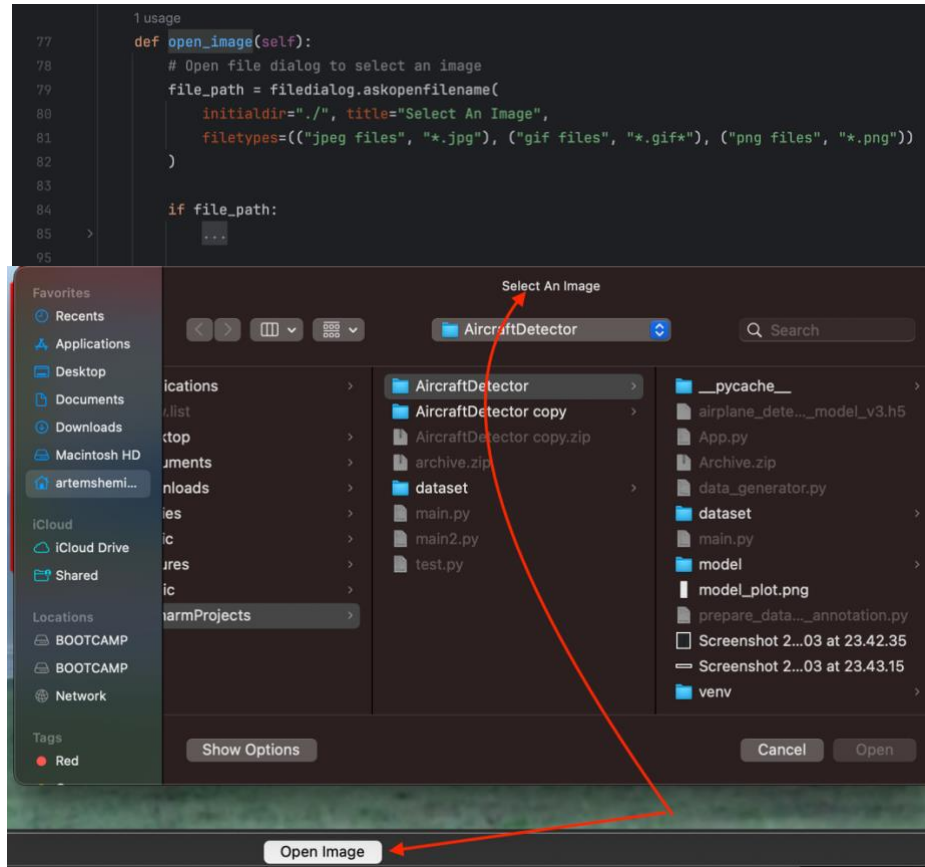 1 usage
77 def open_image(self):
78 # Open file dialog to select an image
79 file_path = filedialog.askopenfilename(
80 initialdir="./", title="Select An Image",
81 filetypes=(("jpeg files", "*.jpg"), ("gif files", "*.gif*"), ("png files", "*.png"))
82 )
83
84 if file_path:
85 > ...
95
Select An Image
AircraftDetector
Search
Favorites
Recents
Applications
Desktop
Documents
Downloads
Macintosh HD
artemshemi...
iCloud
iCloud Drive
Shared
Locations
BOOTCAMP
BOOTCAMP
Network
Tags
Red
ications
.list
ktop
uments
nloads
ies
ic
ures
ic
harmProjects
AircraftDetector
AircraftDetector copy
AircraftDetector copy.zip
archive.zip
dataset
main.py
main2.py
test.py
__pycache__
airplane_dete..._model_v3.h5
App.py
Archive.zip
data_generator.py
dataset
main.py
model
model_plot.png
prepare_data..._annotation.py
Screenshot 2...03 at 23.42.35
Screenshot 2...03 at 23.43.15
venv
Show Options
Cancel
Open
Open Image